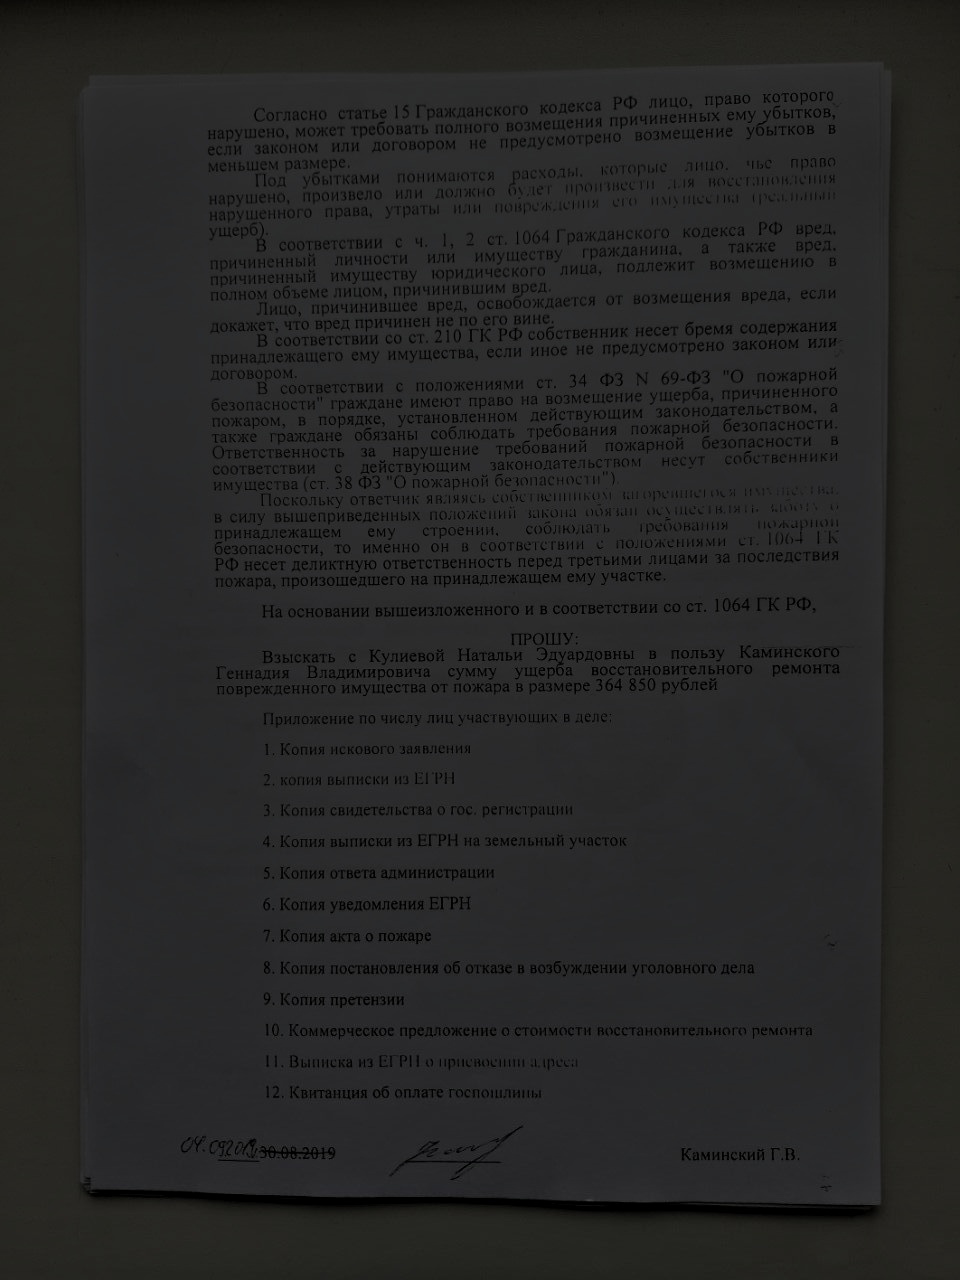 Согласно статье 15 Гражданского кодекса РФ лицо, право которого
нарушено, может требовать полного возмещения причиненных ему убытков,
если законом или договором не предусмотрено возмещение убытков в
меньшем размере.
Под убытками понимаются расходы, которые лицо, чье право
нарушено, произвело или должно будет произвести для восстановления
нарушенного права, утраты или повреждения его имущества (реальный
ущерб).
В соответствии с ч. 1, 2 ст. 1064 Гражданского кодекса РФ вред,
причиненный личности или имуществу гражданина, а также вред,
причиненный имуществу юридического лица, подлежит возмещению в
полном объеме лицом, причинившим вред.
Лицо, причинившее вред, освобождается от возмещения вреда, если
докажет, что вред причинен не по его вине.
В соответствии со ст. 210 ГК РФ собственник несет бремя содержания
принадлежащего ему имущества, если иное не предусмотрено законом или
договором.
В соответствии с положениями ст. 34 ФЗ N 69-ФЗ "О пожарной
безопасности" граждане имеют право на возмещение ущерба, причиненного
пожаром, в порядке, установленном действующим законодательством, а
также граждане обязаны соблюдать требования пожарной безопасности.
Ответственность за нарушение требований пожарной безопасности в
соответствии с действующим законодательством несут собственники
имущества (ст. 38 ФЗ "О пожарной безопасности").
Поскольку ответчик являясь собственником загоревшегося имущества,
в силу вышеприведенных положений закона обязан осуществлять заботу о
принадлежащем ему строении, соблюдать требования пожарной
безопасности, то именно он в соответствии с положениями ст. 1064 ГК
РФ несет деликтную ответственность перед третьими лицами за последствия
пожара, произошедшего на принадлежащем ему участке.
На основании вышеизложенного и в соответствии со ст. 1064 ГК РФ,
ПРОШУ:
Взыскать с Кулиевой Натальи Эдуардовны в пользу Каминского
Геннадия Владимировича сумму ущерба восстановительного ремонта
поврежденного имущества от пожара в размере 364 850 рублей
Приложение по числу лиц участвующих в деле:
1. Копия искового заявления
2. копия выписки из ЕГРН
3. Копия свидетельства о гос. регистрации
4. Копия выписки из ЕГРН на земельный участок
5. Копия ответа администрации
6. Копия уведомления ЕГРН
7. Копия акта о пожаре
8. Копия постановления об отказе в возбуждении уголовного дела
9. Копия претензии
10. Коммерческое предложение о стоимости восстановительного ремонта
11. Выписка из ЕГРН о присвоении адреса
12. Квитанция об оплате госпошлины
04.09.2019 30.08.2019 Каминский Г.В.